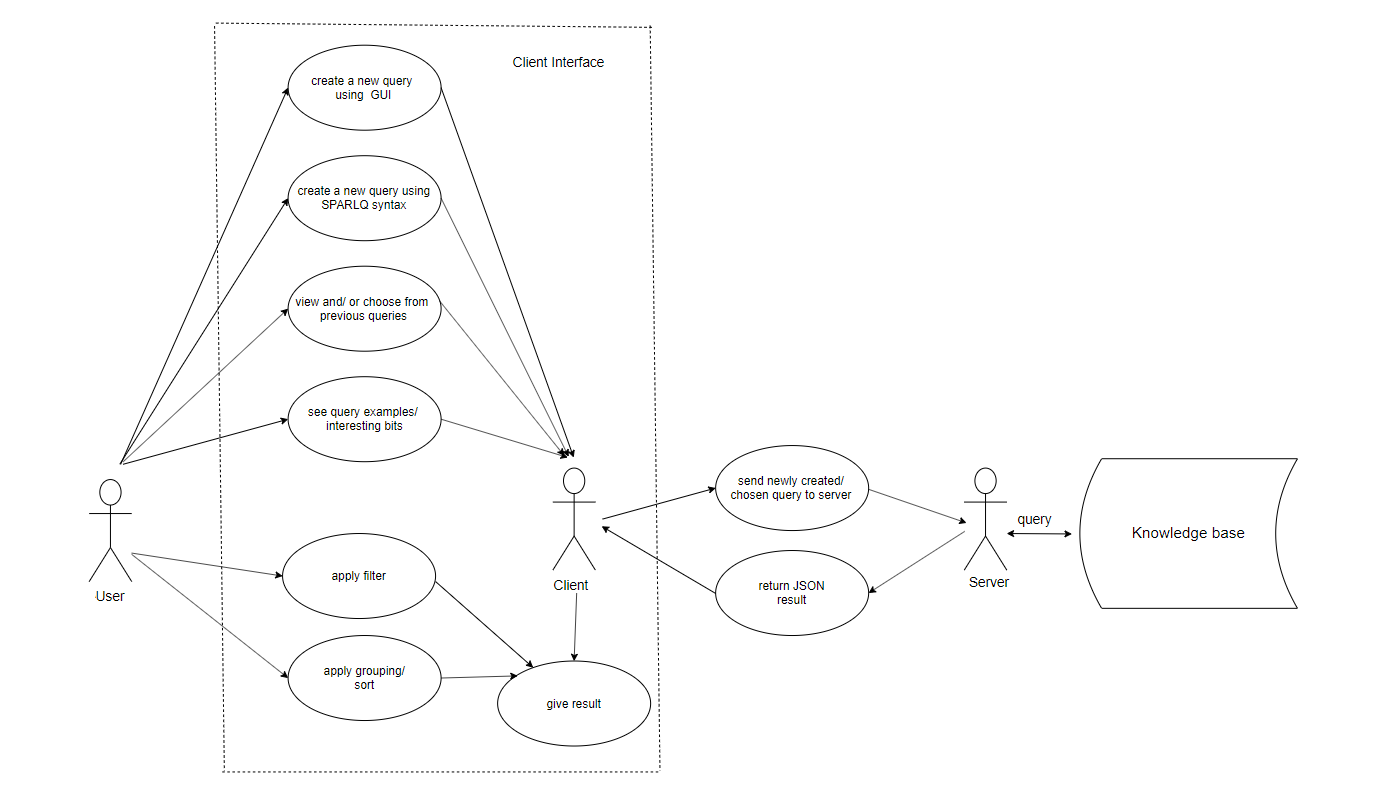 Client Interface
create a new query
using GUI
create a new query using
SPARLQ syntax
view and/ or choose from
previous queries
see query examples/
interesting bits
send newly created/
chosen query to server
query
Knowledge base
Server
Client
User
return JSON
result
apply filter
apply grouping/
sort
give result